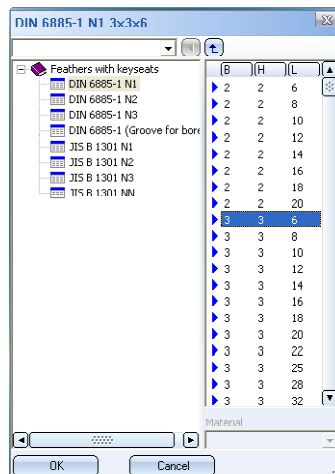 DIN 6885-1 N1 3x3x6
Feathers with keyseats
DIN 6885-1 N1
DIN 6885-1 N2
DIN 6885-1 N3
DIN 6885-1 (Groove for bore
JIS B 1301 N1
JIS B 1301 N2
JIS B 1301 N3
JIS B 1301 NN
B H L
2 2 6
2 2 8
2 2 10
2 2 12
2 2 14
2 2 16
2 2 18
2 2 20
3 3 6
3 3 8
3 3 10
3 3 12
3 3 14
3 3 16
3 3 18
3 3 20
3 3 22
3 3 25
3 3 28
3 3 32
Material
OK Cancel